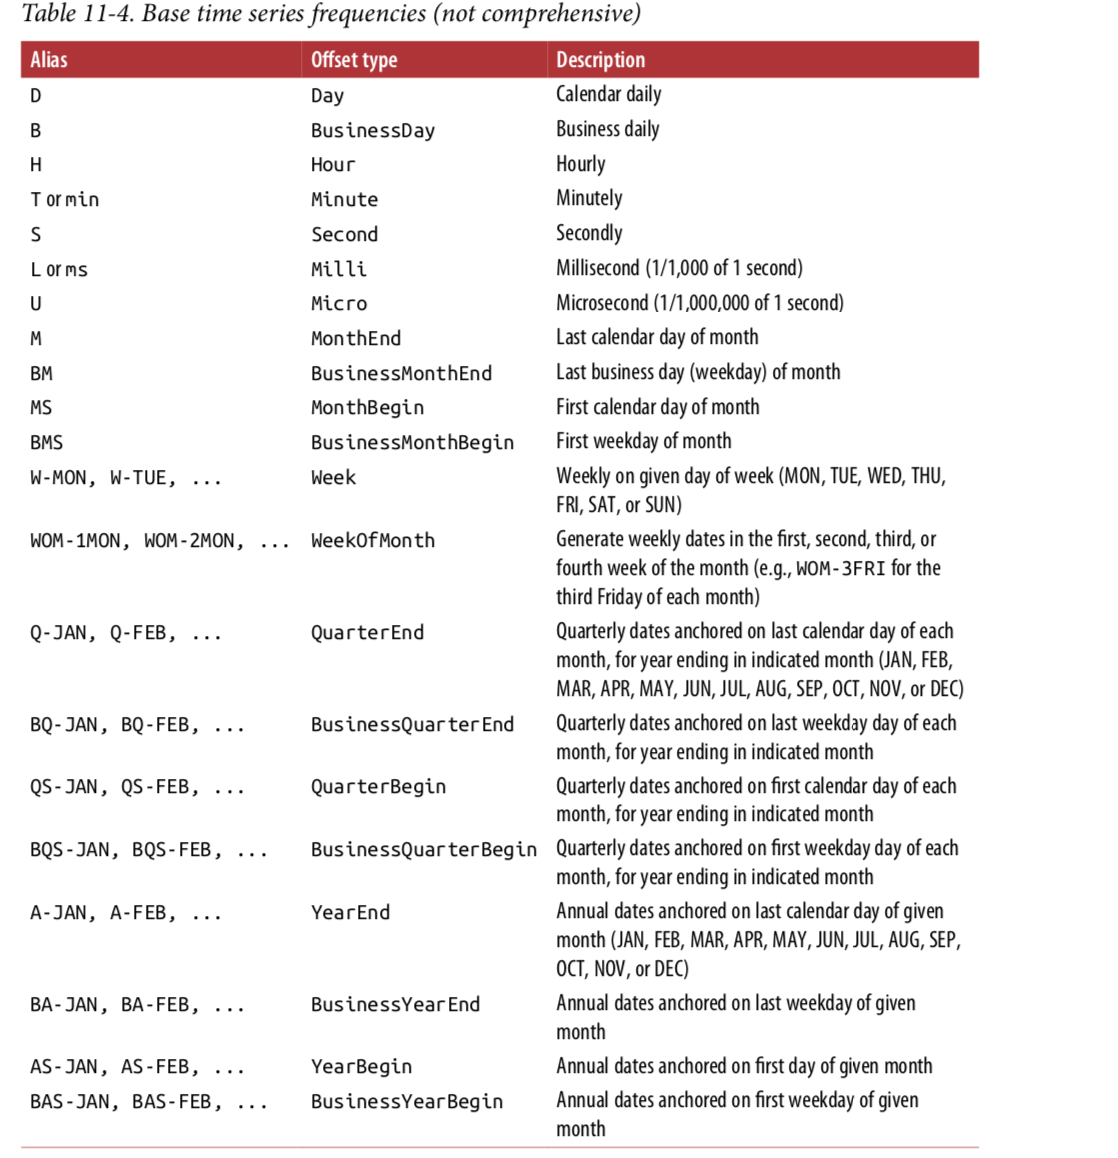 Table 11-4. Base time series frequencies (not comprehensive)
Alias Offset type Description
D Day Calendar daily
B BusinessDay Business daily
H Hour Hourly
T or min Minute Minutely
S Second Secondly
L or ms Milli Millisecond (1/1,000 of 1 second)
U Micro Microsecond (1/1,000,000 of 1 second)
M MonthEnd Last calendar day of month
BM BusinessMonthEnd Last business day (weekday) of month
MS MonthBegin First calendar day of month
BMS BusinessMonthBegin First weekday of month
W-MON, W-TUE, ... Week Weekly on given day of week (MON, TUE, WED, THU,
FRI, SAT, or SUN)
WOM-1MON, WOM-2MON, ... WeekOfMonth Generate weekly dates in the first, second, third, or
fourth week of the month (e.g., WOM-3FRI for the
third Friday of each month)
Q-JAN, Q-FEB, ... QuarterEnd Quarterly dates anchored on last calendar day of each
month, for year ending in indicated month (JAN, FEB,
MAR, APR, MAY, JUN, JUL, AUG, SEP, OCT, NOV, or DEC)
BQ-JAN, BQ-FEB, ... BusinessQuarterEnd Quarterly dates anchored on last weekday day of each
month, for year ending in indicated month
QS-JAN, QS-FEB, ... QuarterBegin Quarterly dates anchored on first calendar day of each
month, for year ending in indicated month
BQS-JAN, BQS-FEB, ... BusinessQuarterBegin Quarterly dates anchored on first weekday day of each
month, for year ending in indicated month
A-JAN, A-FEB, ... YearEnd Annual dates anchored on last calendar day of given
month (JAN, FEB, MAR, APR, MAY, JUN, JUL, AUG, SEP,
OCT, NOV, or DEC)
BA-JAN, BA-FEB, ... BusinessYearEnd Annual dates anchored on last weekday of given
month
AS-JAN, AS-FEB, ... YearBegin Annual dates anchored on first day of given month
BAS-JAN, BAS-FEB, ... BusinessYearBegin Annual dates anchored on first weekday of given
month